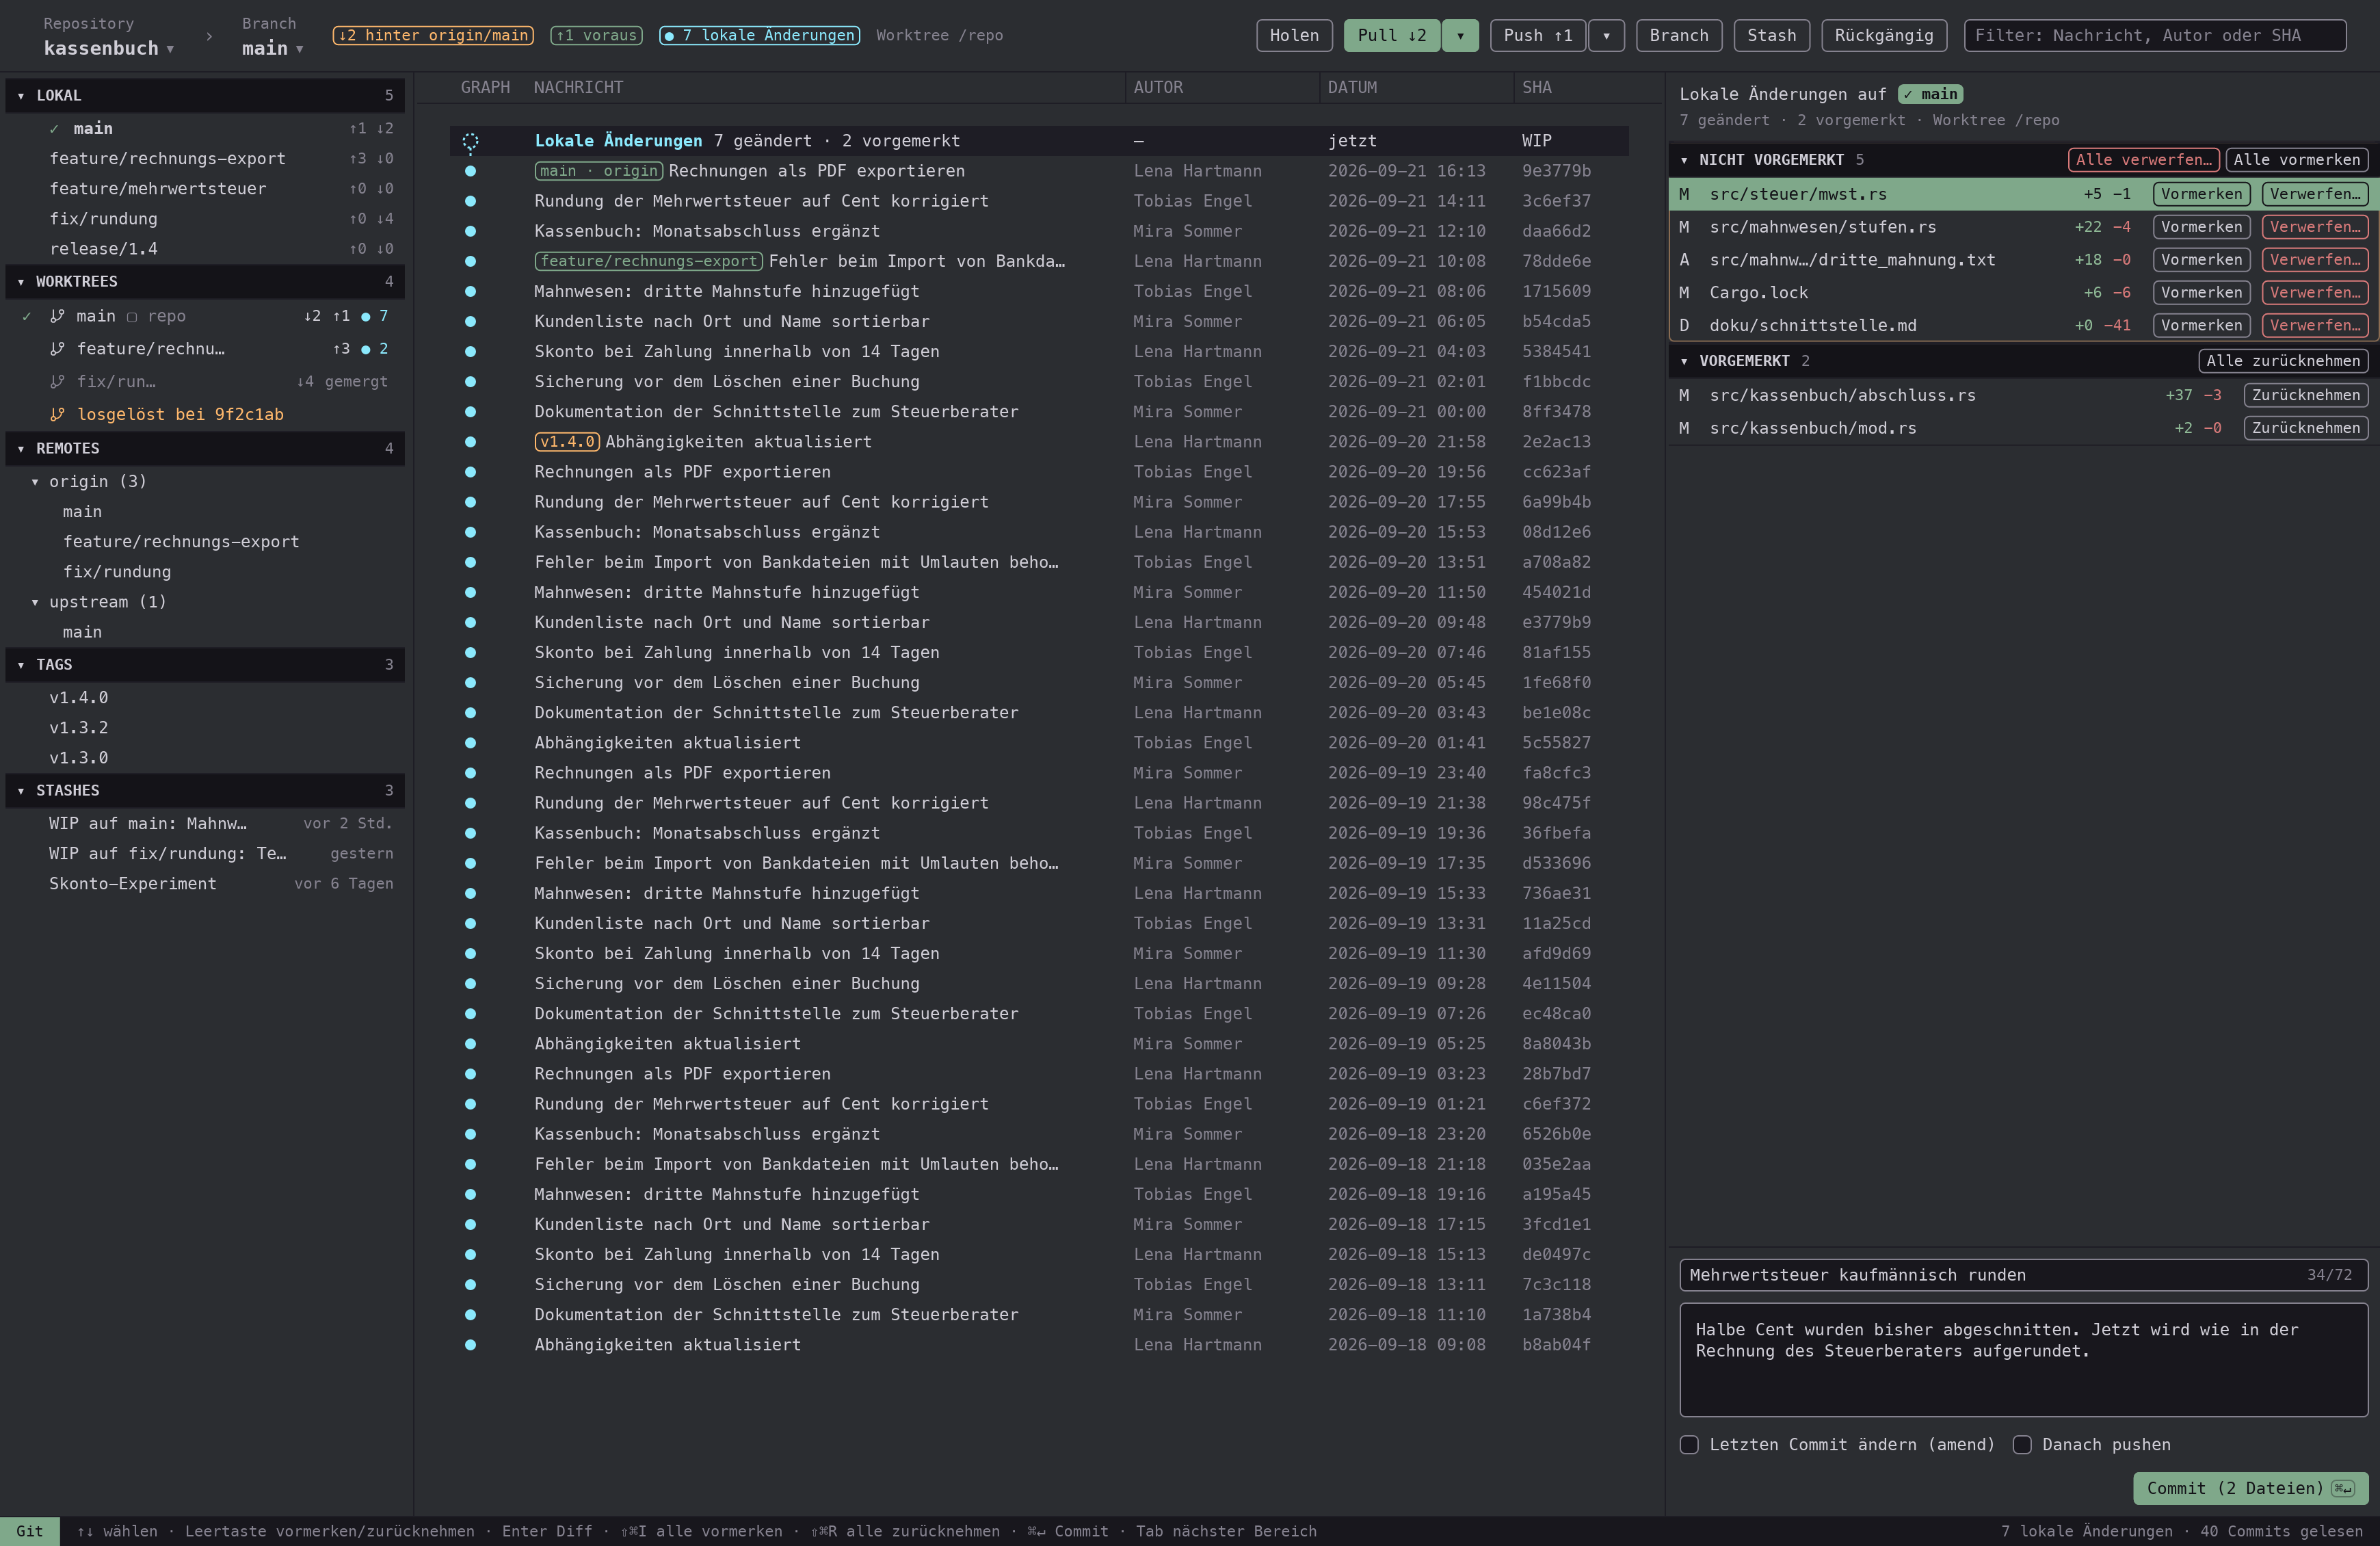 Repository
kassenbuch ▾
›
Branch
main ▾
↓2 hinter origin/main ↑1 voraus ● 7 lokale Änderungen Worktree /repo
Holen Pull ↓2 ▾ Push ↑1 ▾ Branch Stash Rückgängig Filter: Nachricht, Autor oder SHA
▾ LOKAL 5
✓ main ↑1 ↓2
feature/rechnungs-export ↑3 ↓0
feature/mehrwertsteuer ↑0 ↓0
fix/rundung ↑0 ↓4
release/1.4 ↑0 ↓0
▾ WORKTREES 4
✓ main ▢ repo ↓2 ↑1 ● 7
feature/rechnu… ↑3 ● 2
fix/run… ↓4 gemergt
losgelöst bei 9f2c1ab
▾ REMOTES 4
▾ origin (3)
main
feature/rechnungs-export
fix/rundung
▾ upstream (1)
main
▾ TAGS 3
v1.4.0
v1.3.2
v1.3.0
▾ STASHES 3
WIP auf main: Mahnw… vor 2 Std.
WIP auf fix/rundung: Te… gestern
Skonto-Experiment vor 6 Tagen
GRAPH NACHRICHT AUTOR DATUM SHA
Lokale Änderungen 7 geändert · 2 vorgemerkt — jetzt WIP
main · origin Rechnungen als PDF exportieren Lena Hartmann 2026-09-21 16:13 9e3779b
Rundung der Mehrwertsteuer auf Cent korrigiert Tobias Engel 2026-09-21 14:11 3c6ef37
Kassenbuch: Monatsabschluss ergänzt Mira Sommer 2026-09-21 12:10 daa66d2
feature/rechnungs-export Fehler beim Import von Bankda… Lena Hartmann 2026-09-21 10:08 78dde6e
Mahnwesen: dritte Mahnstufe hinzugefügt Tobias Engel 2026-09-21 08:06 1715609
Kundenliste nach Ort und Name sortierbar Mira Sommer 2026-09-21 06:05 b54cda5
Skonto bei Zahlung innerhalb von 14 Tagen Lena Hartmann 2026-09-21 04:03 5384541
Sicherung vor dem Löschen einer Buchung Tobias Engel 2026-09-21 02:01 f1bbcdc
Dokumentation der Schnittstelle zum Steuerberater Mira Sommer 2026-09-21 00:00 8ff3478
v1.4.0 Abhängigkeiten aktualisiert Lena Hartmann 2026-09-20 21:58 2e2ac13
Rechnungen als PDF exportieren Tobias Engel 2026-09-20 19:56 cc623af
Rundung der Mehrwertsteuer auf Cent korrigiert Mira Sommer 2026-09-20 17:55 6a99b4b
Kassenbuch: Monatsabschluss ergänzt Lena Hartmann 2026-09-20 15:53 08d12e6
Fehler beim Import von Bankdateien mit Umlauten beho… Tobias Engel 2026-09-20 13:51 a708a82
Mahnwesen: dritte Mahnstufe hinzugefügt Mira Sommer 2026-09-20 11:50 454021d
Kundenliste nach Ort und Name sortierbar Lena Hartmann 2026-09-20 09:48 e3779b9
Skonto bei Zahlung innerhalb von 14 Tagen Tobias Engel 2026-09-20 07:46 81af155
Sicherung vor dem Löschen einer Buchung Mira Sommer 2026-09-20 05:45 1fe68f0
Dokumentation der Schnittstelle zum Steuerberater Lena Hartmann 2026-09-20 03:43 be1e08c
Abhängigkeiten aktualisiert Tobias Engel 2026-09-20 01:41 5c55827
Rechnungen als PDF exportieren Mira Sommer 2026-09-19 23:40 fa8cfc3
Rundung der Mehrwertsteuer auf Cent korrigiert Lena Hartmann 2026-09-19 21:38 98c475f
Kassenbuch: Monatsabschluss ergänzt Tobias Engel 2026-09-19 19:36 36fbefa
Fehler beim Import von Bankdateien mit Umlauten beho… Mira Sommer 2026-09-19 17:35 d533696
Mahnwesen: dritte Mahnstufe hinzugefügt Lena Hartmann 2026-09-19 15:33 736ae31
Kundenliste nach Ort und Name sortierbar Tobias Engel 2026-09-19 13:31 11a25cd
Skonto bei Zahlung innerhalb von 14 Tagen Mira Sommer 2026-09-19 11:30 afd9d69
Sicherung vor dem Löschen einer Buchung Lena Hartmann 2026-09-19 09:28 4e11504
Dokumentation der Schnittstelle zum Steuerberater Tobias Engel 2026-09-19 07:26 ec48ca0
Abhängigkeiten aktualisiert Mira Sommer 2026-09-19 05:25 8a8043b
Rechnungen als PDF exportieren Lena Hartmann 2026-09-19 03:23 28b7bd7
Rundung der Mehrwertsteuer auf Cent korrigiert Tobias Engel 2026-09-19 01:21 c6ef372
Kassenbuch: Monatsabschluss ergänzt Mira Sommer 2026-09-18 23:20 6526b0e
Fehler beim Import von Bankdateien mit Umlauten beho… Lena Hartmann 2026-09-18 21:18 035e2aa
Mahnwesen: dritte Mahnstufe hinzugefügt Tobias Engel 2026-09-18 19:16 a195a45
Kundenliste nach Ort und Name sortierbar Mira Sommer 2026-09-18 17:15 3fcd1e1
Skonto bei Zahlung innerhalb von 14 Tagen Lena Hartmann 2026-09-18 15:13 de0497c
Sicherung vor dem Löschen einer Buchung Tobias Engel 2026-09-18 13:11 7c3c118
Dokumentation der Schnittstelle zum Steuerberater Mira Sommer 2026-09-18 11:10 1a738b4
Abhängigkeiten aktualisiert Lena Hartmann 2026-09-18 09:08 b8ab04f
Lokale Änderungen auf ✓ main
7 geändert · 2 vorgemerkt · Worktree /repo
▾ NICHT VORGEMERKT 5 Alle verwerfen… Alle vormerken
M src/steuer/mwst.rs +5 −1 Vormerken Verwerfen…
M src/mahnwesen/stufen.rs +22 −4 Vormerken Verwerfen…
A src/mahnw…/dritte_mahnung.txt +18 −0 Vormerken Verwerfen…
M Cargo.lock +6 −6 Vormerken Verwerfen…
D doku/schnittstelle.md +0 −41 Vormerken Verwerfen…
▾ VORGEMERKT 2 Alle zurücknehmen
M src/kassenbuch/abschluss.rs +37 −3 Zurücknehmen
M src/kassenbuch/mod.rs +2 −0 Zurücknehmen
Mehrwertsteuer kaufmännisch runden 34/72
Halbe Cent wurden bisher abgeschnitten. Jetzt wird wie in der
Rechnung des Steuerberaters aufgerundet.
Letzten Commit ändern (amend) Danach pushen
Commit (2 Dateien) ⌘↵
Git ↑↓ wählen · Leertaste vormerken/zurücknehmen · Enter Diff · ⇧⌘I alle vormerken · ⇧⌘R alle zurücknehmen · ⌘↵ Commit · Tab nächster Bereich 7 lokale Änderungen · 40 Commits gelesen